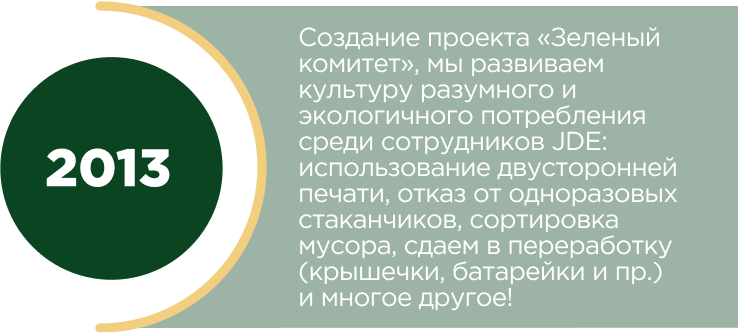 2013
Создание проекта «Зеленый
комитет», мы развиваем
культуру разумного и
экологичного потребления
среди сотрудников JDE:
использование двусторонней
печати, отказ от одноразовых
стаканчиков, сортировка
мусора, сдаем в переработку
(крышечки, батарейки и пр.)
и многое другое!